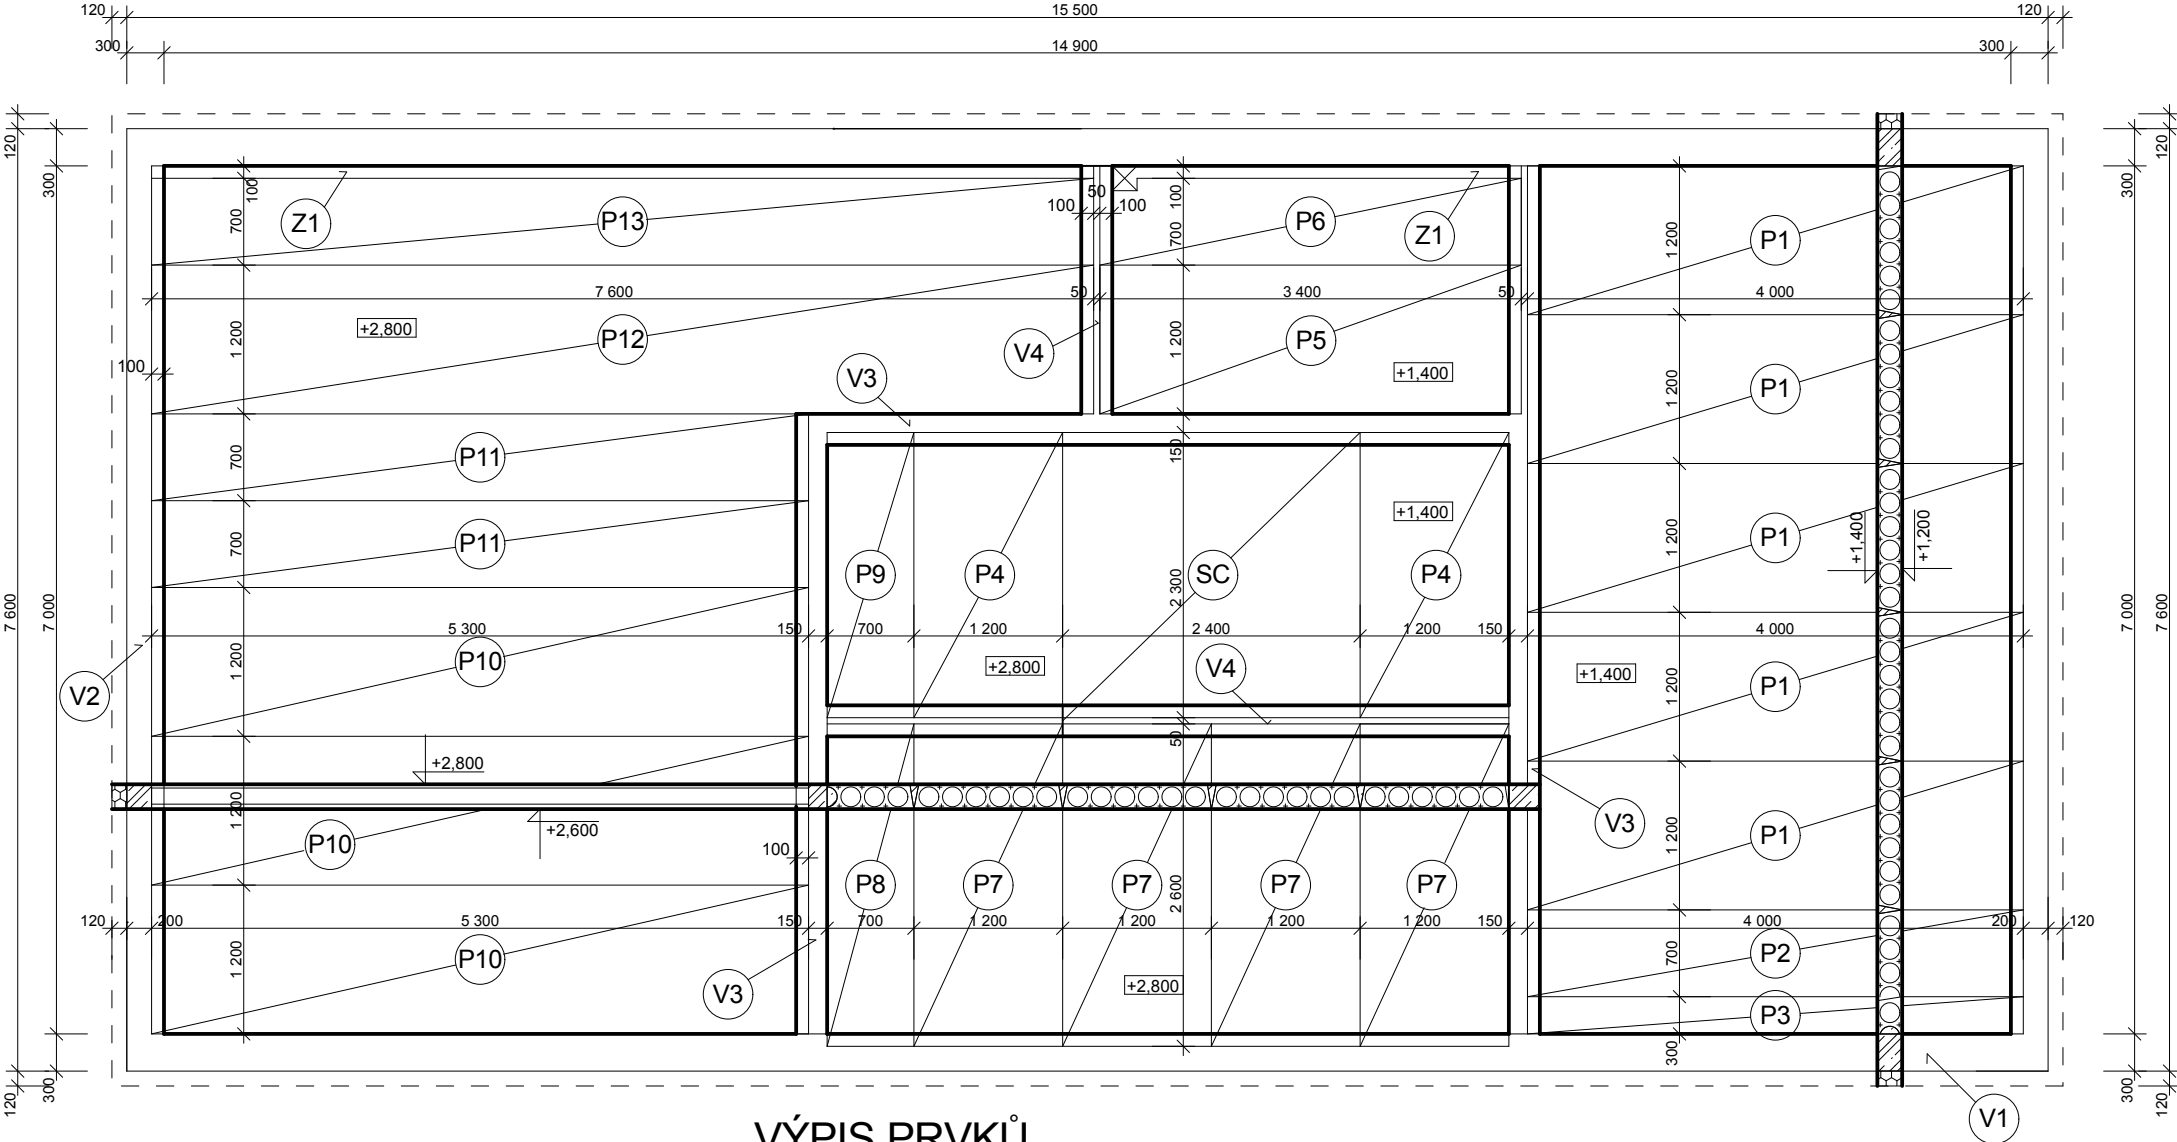 120 15 500 120
300 14 900 300
120 300 7 600 7 000 300 120
120 300 7 000 7 600 300 120
100 700 Z1 P13 100 50 100 100 700 P6 Z1 1 200 P1
7 600 50 3 400 50 4 000
+2,800 1 200 P12 V4 1 200 P5
100 V3 +1,400 1 200 P1
700 P11 150
700 P11 +1,400 1 200 P1 +1,400 +1,200
P9 P4 SC P4 2 300
5 300 150 700 1 200 2 400 1 200 150 4 000
V2 1 200 P10 +2,800 V4 +1,400 1 200 P1
50
+2,800
1 200 +2,600 P10 V3 1 200 P1
100 P8 P7 P7 P7 P7 2 600
120 200 5 300 150 700 1 200 1 200 1 200 1 200 150 4 000 200 120
1 200 P10 V3 +2,800 700 P2
P3
300
V1
VÝPIS PRVKŮ